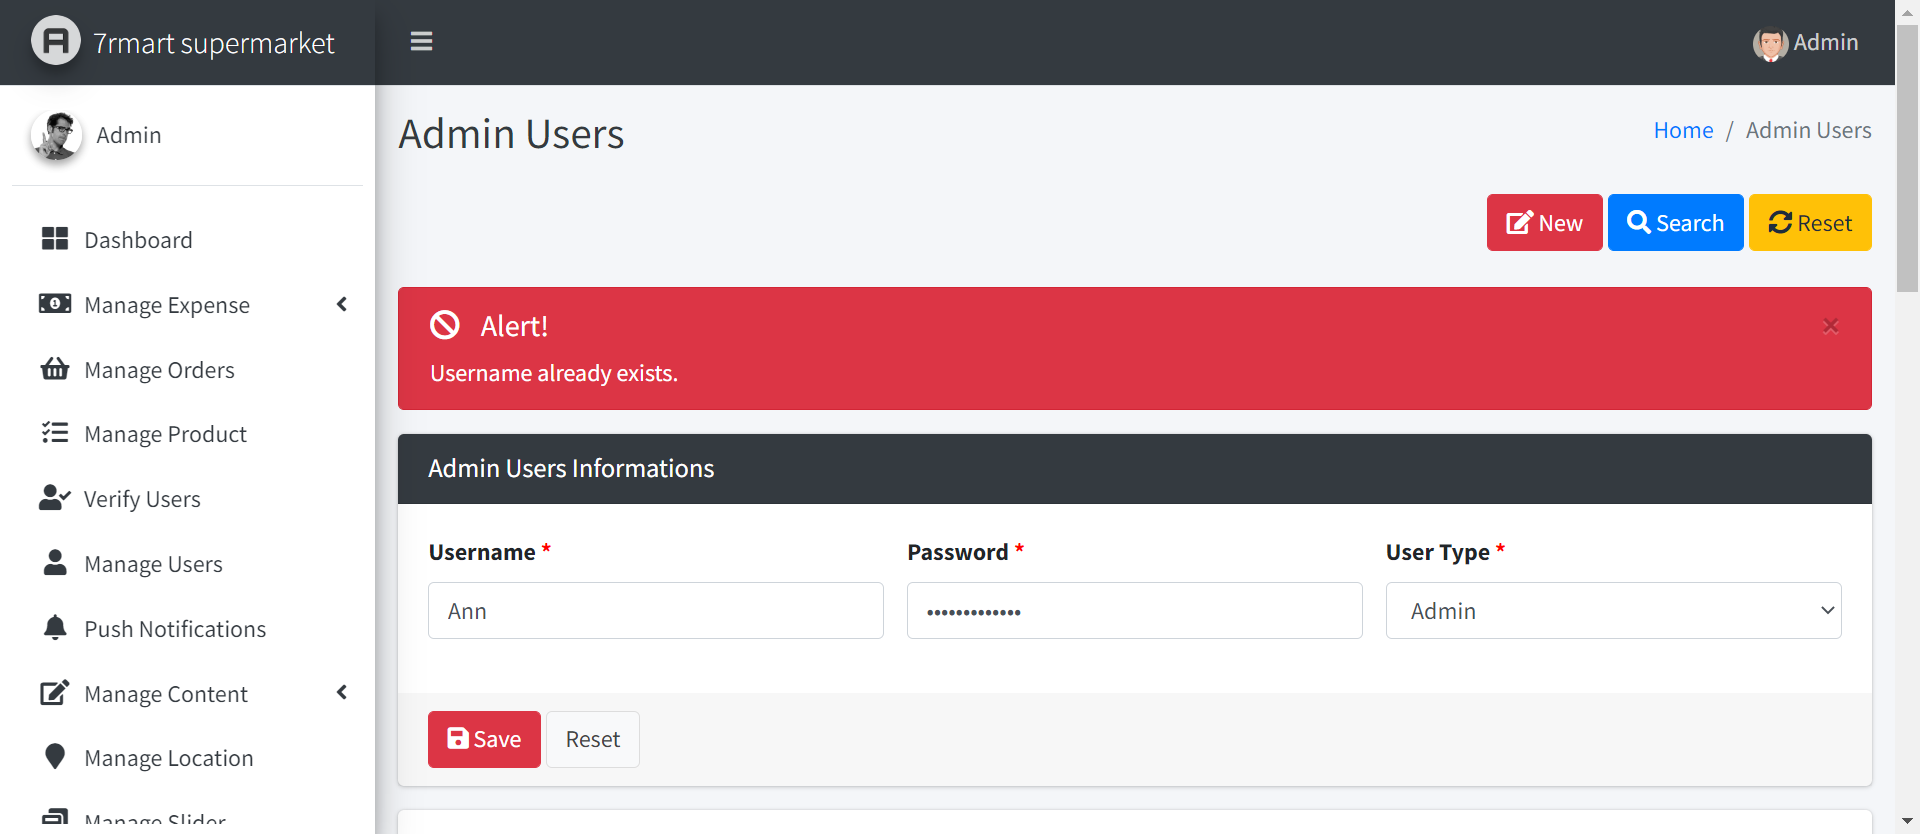 7rmart supermarket
Admin
Admin
Admin Users
Home / Admin Users
New Search Reset
Dashboard
Manage Expense
Manage Orders
Manage Product
Verify Users
Manage Users
Push Notifications
Manage Content
Manage Location
Manage Slider
Alert!
×
Username already exists.
Admin Users Informations
Username * Password * User Type *
Ann ••••••••••••• Admin
Save Reset